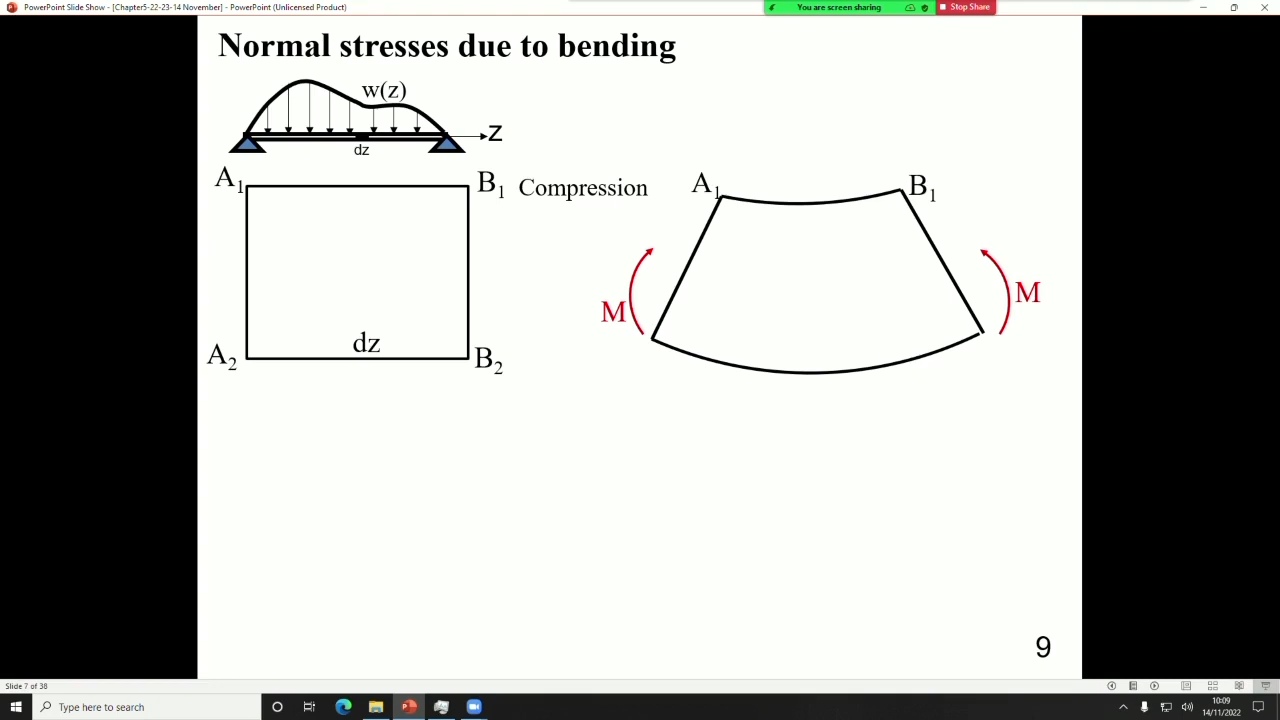 PowerPoint Slide Show - [Chapter5-22-23-14 November] - PowerPoint (Unlicensed Product)
You are screen sharing
Stop Share
Normal stresses due to bending
w(z)
z
dz
A1
B1 Compression
A1
B1
M
M
A2
dz
B2
9
Slide 7 of 38
Type here to search
10:09
14/11/2022